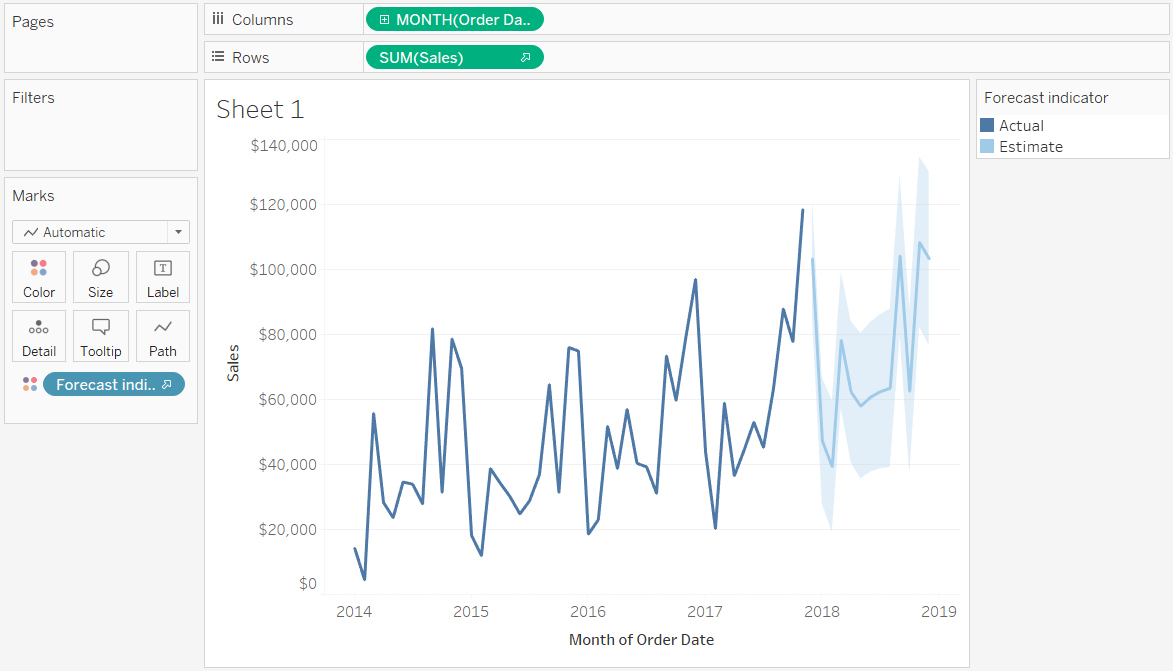 Pages
Columns
MONTH(Order Da..
Rows
SUM(Sales)
Filters
Marks
Automatic
Color
Size
Label
Detail
Tooltip
Path
Forecast indi..
Sheet 1
$140,000
$120,000
$100,000
$80,000
$60,000
$40,000
$20,000
$0
Sales
2014
2015
2016
2017
2018
2019
Month of Order Date
Forecast indicator
Actual
Estimate